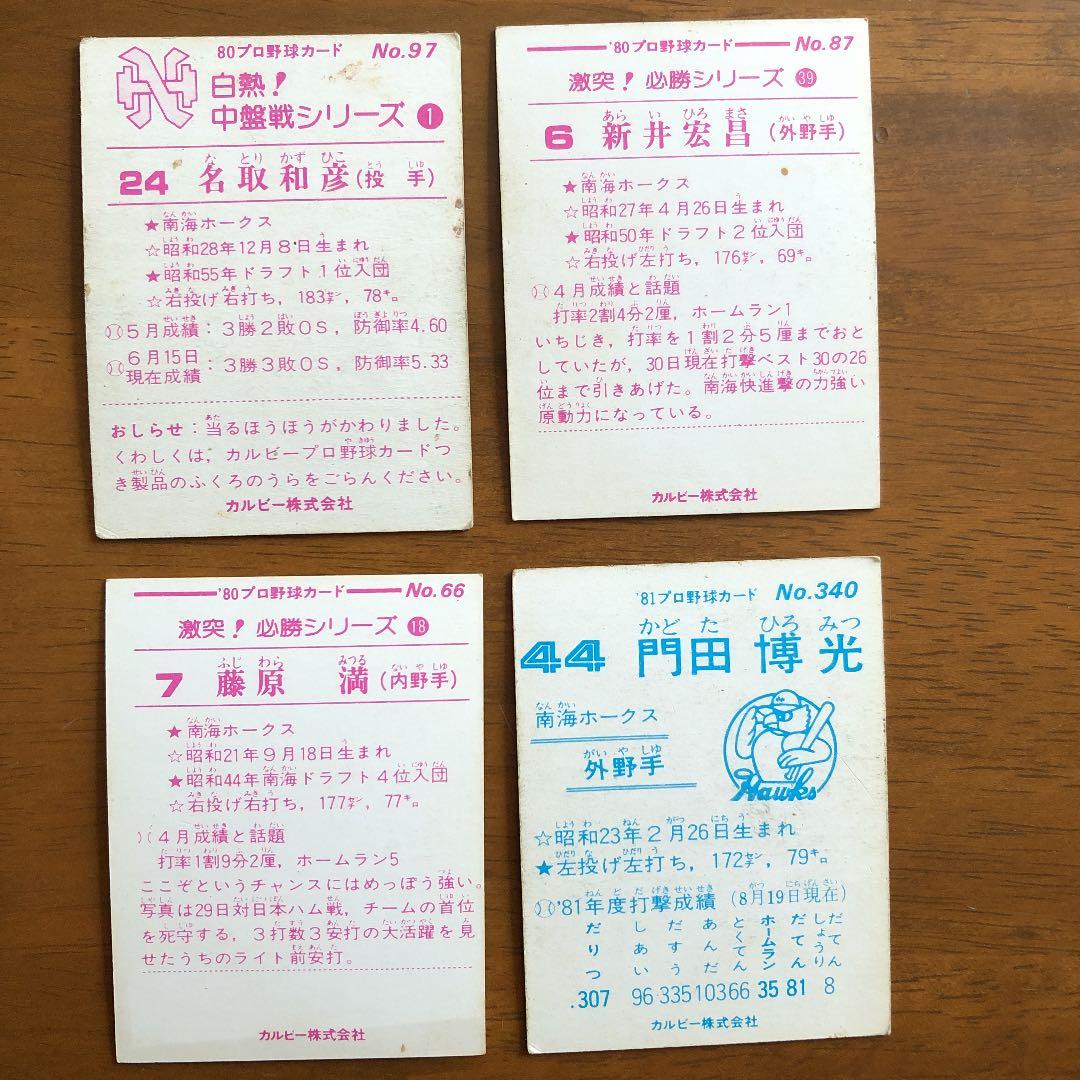 80プロ野球カード No.97
白熱!
中盤戦シリーズ 1
24 名取和彦(投手)
★南海ホークス
☆昭和28年12月8日生まれ
★昭和55年ドラフト1位入団
☆右投げ右打ち, 183センチ, 78キロ
5月成績:3勝2敗0S, 防御率4.60
6月15日
現在成績:3勝3敗0S, 防御率5.33
おしらせ:当るほうほうがかわりました。
くわしくは, カルビープロ野球カードつ
き製品のふくろのうらをごらんください。
カルビー株式会社
'80プロ野球カード No.87
激突! 必勝シリーズ 39
6 新井宏昌(外野手)
★南海ホークス
☆昭和27年4月26日生まれ
★昭和50年ドラフト2位入団
☆右投げ左打ち, 176センチ, 69キロ
4月成績と話題
打率2割4分2厘, ホームラン1
いちじき, 打率を1割2分5厘までおと
していたが, 30日現在打撃ベスト30の26
位まで引きあげた。南海快進撃の力強い
原動力になっている。
カルビー株式会社
'80プロ野球カード No.66
激突! 必勝シリーズ 18
7 藤原 満(内野手)
★南海ホークス
☆昭和21年9月18日生まれ
★昭和44年南海ドラフト4位入団
☆右投げ右打ち, 177センチ, 77キロ
4月成績と話題
打率1割9分2厘, ホームラン5
ここぞというチャンスにはめっぽう強い。
写真は29日対日本ハム戦, チームの首位
を死守する, 3打数3安打の大活躍を見
せたうちのライト前安打。
カルビー株式会社
'81プロ野球カード No.340
かどた ひろみつ
44 門田 博光
南海ホークス
外野手
Hawks
☆昭和23年2月26日生まれ
★左投げ左打ち, 172センチ, 79キロ
'81年度打撃成績(8月19日現在)
だりつ しあい だすう あんだ とくてん ホームラン だてん
.307 96 335 103 66 35 81 8
カルビー株式会社